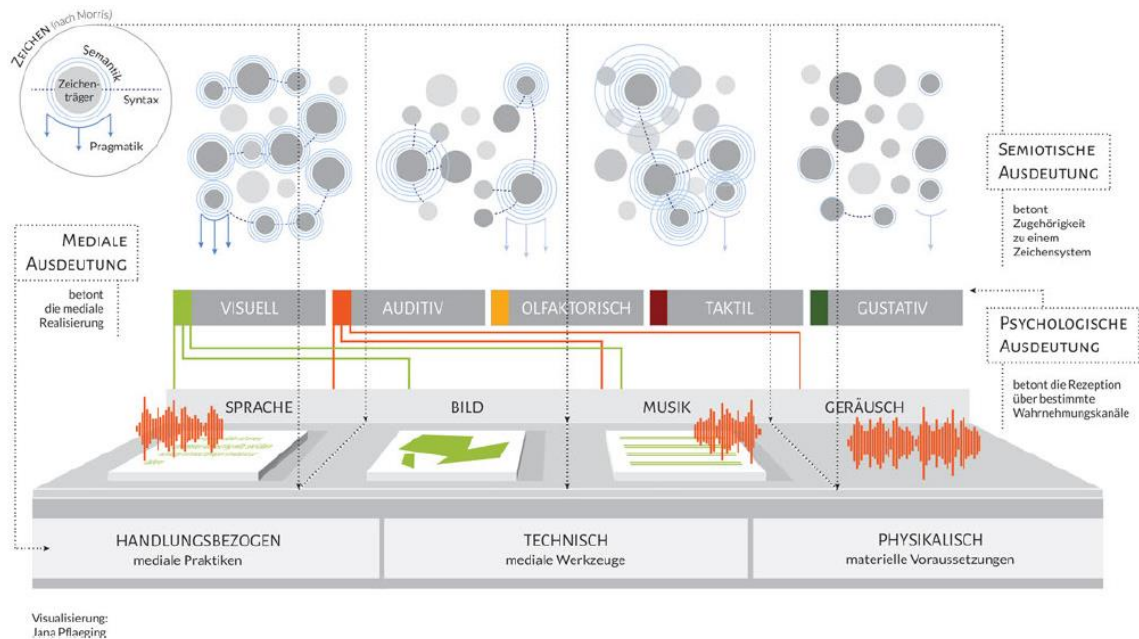 ZEICHEN (nach Morris)
Semantik
Zeichen-
träger
Syntax
Pragmatik
SEMIOTISCHE
AUSDEUTUNG
betont
Zugehörigkeit
zu einem
Zeichensystem
MEDIALE
AUSDEUTUNG
betont
die mediale
Realisierung
VISUELL
AUDITIV
OLFAKTORISCH
TAKTIL
GUSTATIV
PSYCHOLOGISCHE
AUSDEUTUNG
betont die Rezeption
über bestimmte
Wahrnehmungskanäle
SPRACHE
BILD
MUSIK
GERÄUSCH
HANDLUNGSBEZOGEN
mediale Praktiken
TECHNISCH
mediale Werkzeuge
PHYSIKALISCH
materielle Voraussetzungen
Visualisierung:
Jana Pflaeging